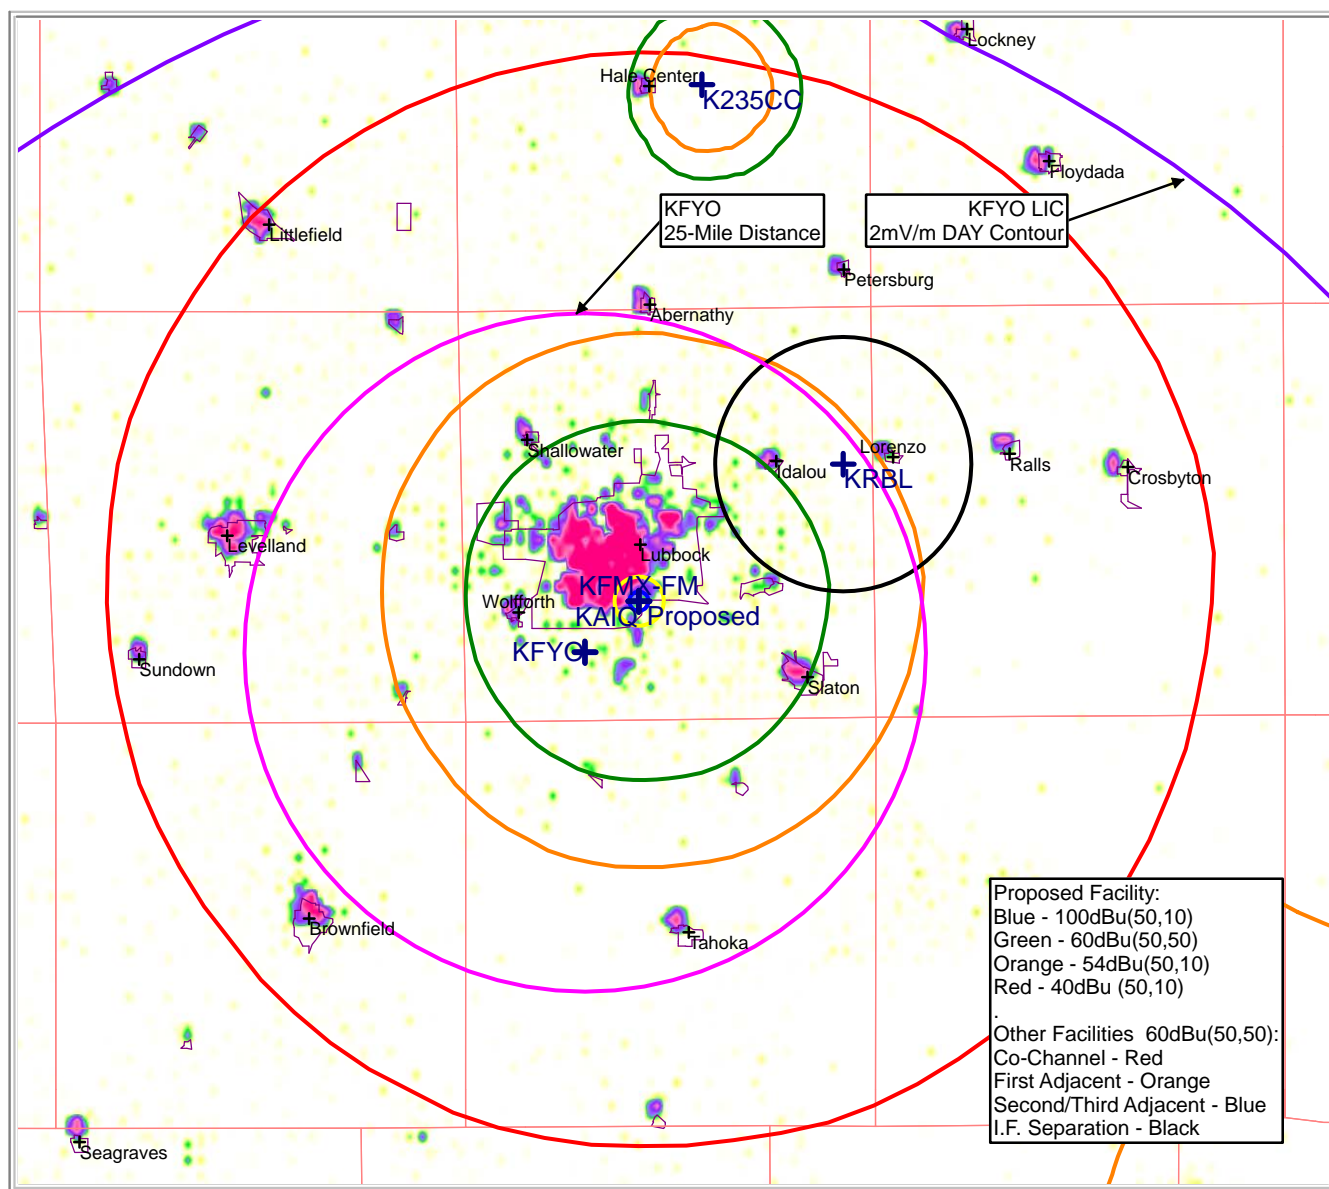 Lockney
Hale Center
K235CC
Floydada
Littlefield
KFYO
25-Mile Distance
KFYO LIC
2mV/m DAY Contour
Petersburg
Abernathy
Shallowater
Lorenzo
Idalou
KRBL
Ralls
Crosbyton
Levelland
Lubbock
KFMX-FM
Wolfforth
KAIQ Proposed
KFYO
Sundown
Slaton
Brownfield
Tahoka
Seagraves
Proposed Facility:
Blue - 100dBu(50,10)
Green - 60dBu(50,50)
Orange - 54dBu(50,10)
Red - 40dBu (50,10)
.
Other Facilities  60dBu(50,50):
Co-Channel - Red
First Adjacent - Orange
Second/Third Adjacent - Blue
I.F. Separation - Black